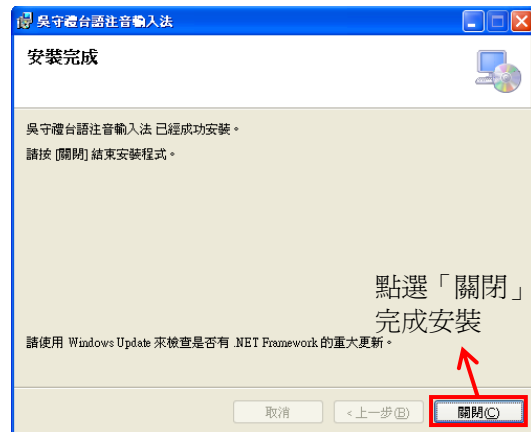 吳守禮台語注音輸入法
安裝完成
吳守禮台語注音輸入法 已經成功安裝。
請按 [關閉] 結束安裝程式。
點選「關閉」
完成安裝
請使用 Windows Update 來檢查是否有 .NET Framework 的重大更新。
取消
<上一步(B)
關閉(C)